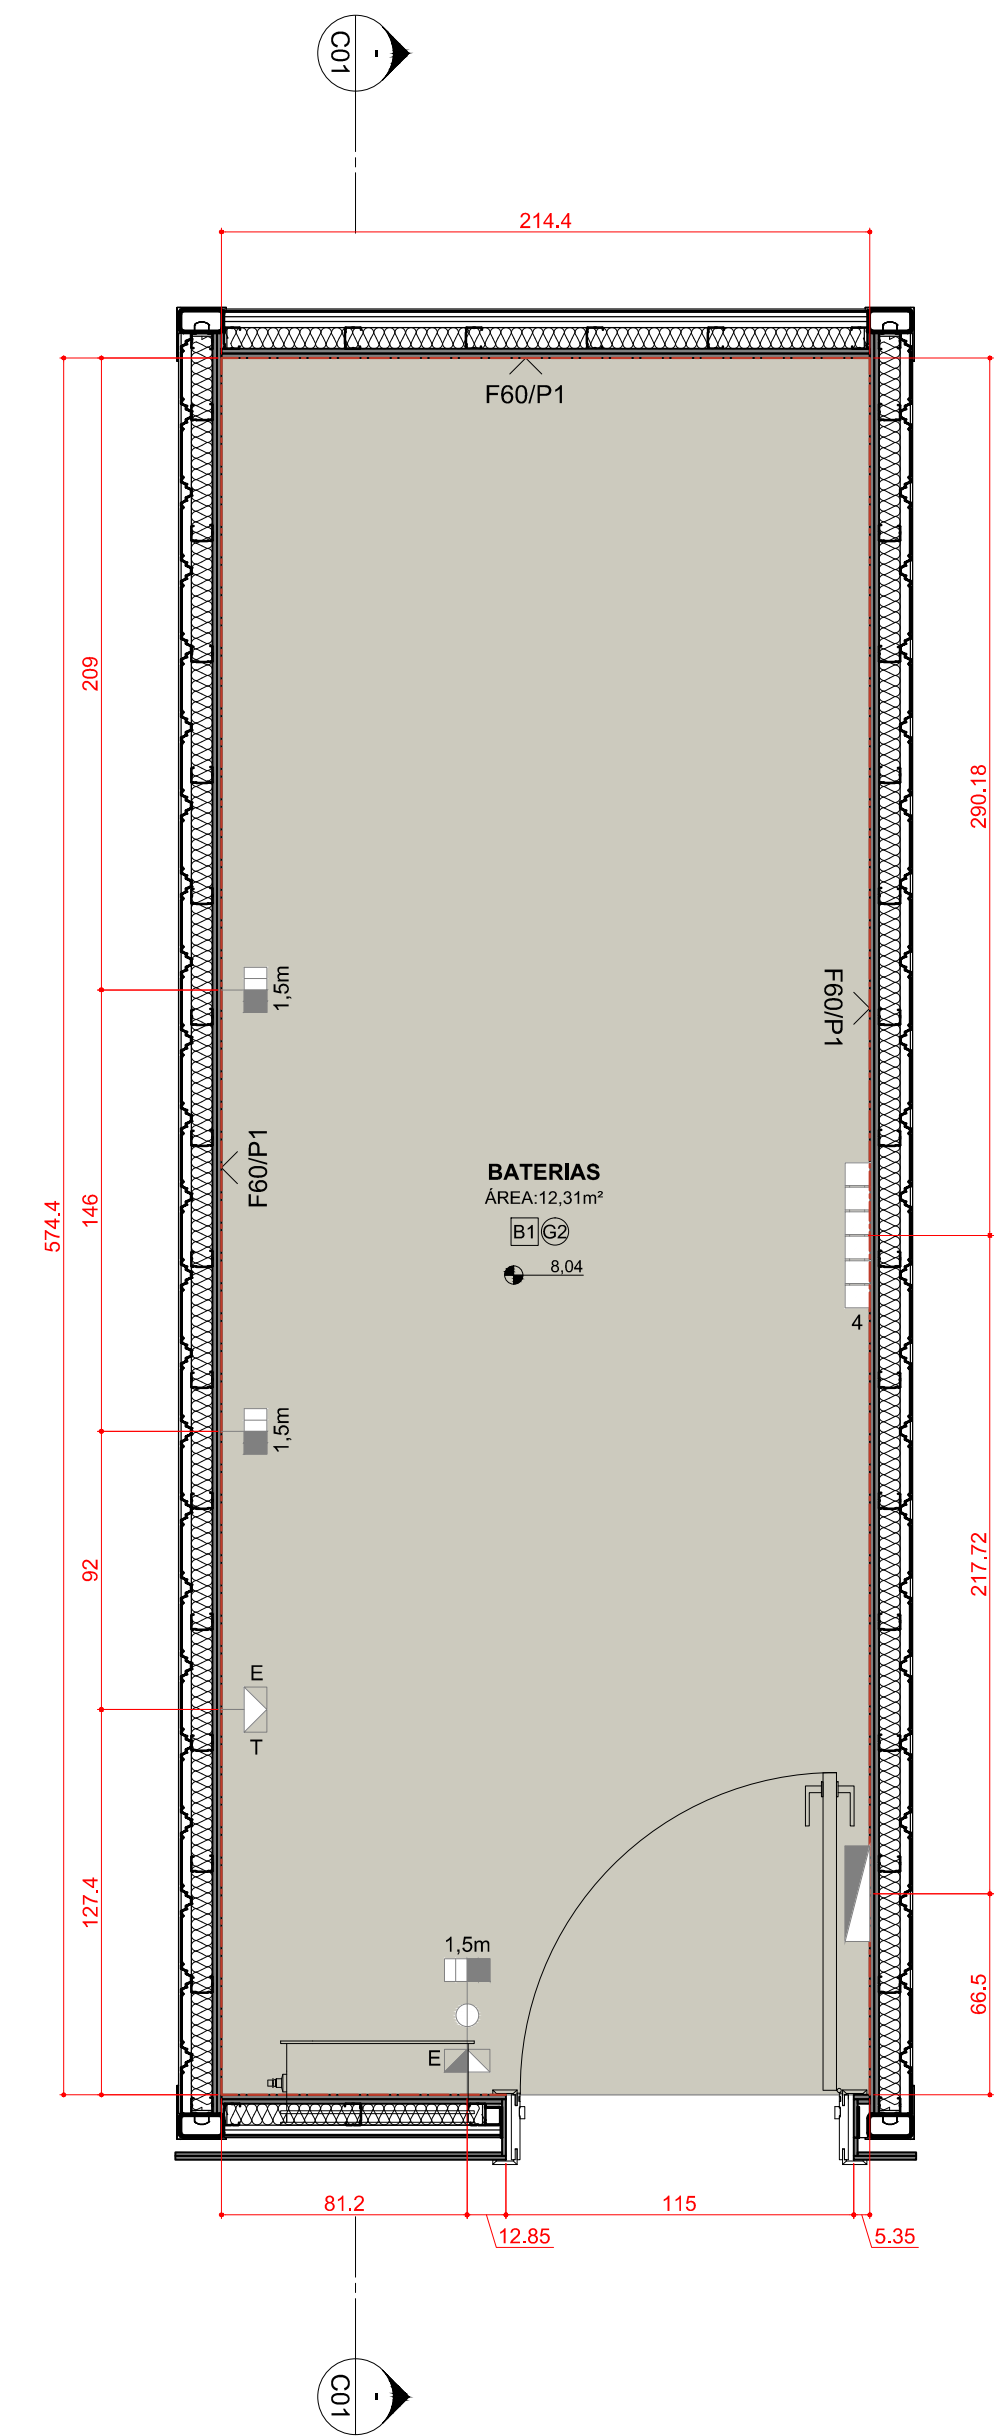 C01
-
214.4
F60/P1
209
290.18
1,5m
F60/P1
F60/P1
BATERIAS
ÁREA:12,31m²
B1 G2
8,04
574.4
146
4
1,5m
92
217.72
E
T
127.4
1,5m
E
66.5
81.2
12.85
115
5.35
C01
-